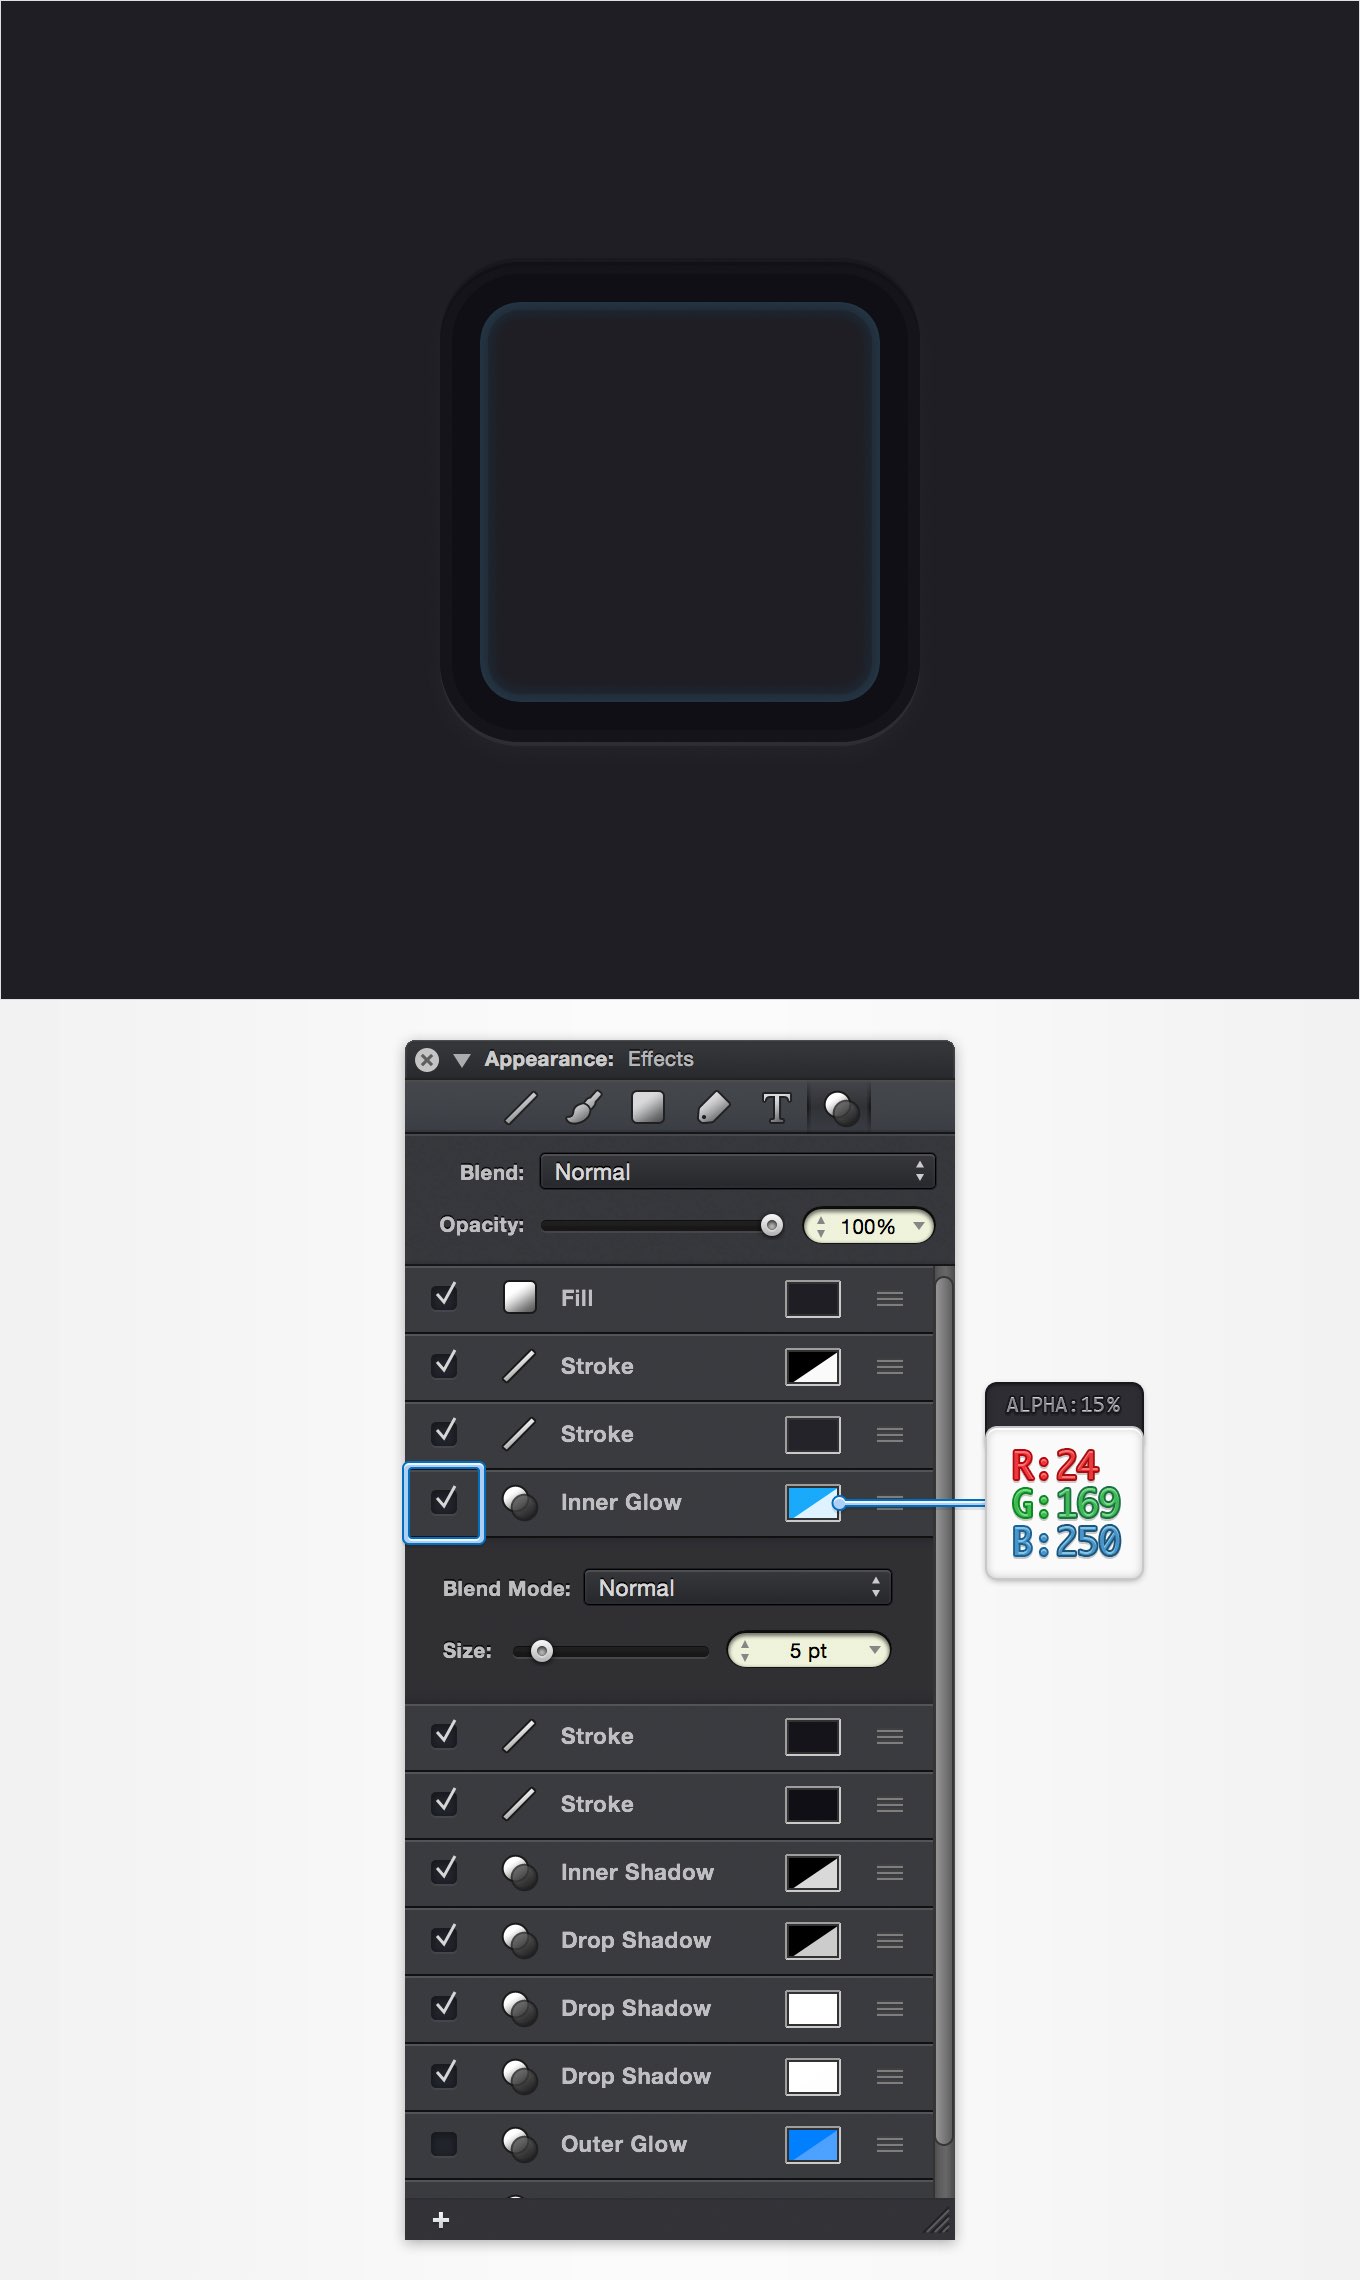 Appearance: Effects
T
Blend: Normal
Opacity: 100%
Fill
Stroke
Stroke
Inner Glow
ALPHA:15%
R:24
G:169
B:250
Blend Mode: Normal
Size: 5 pt
Stroke
Stroke
Inner Shadow
Drop Shadow
Drop Shadow
Drop Shadow
Outer Glow